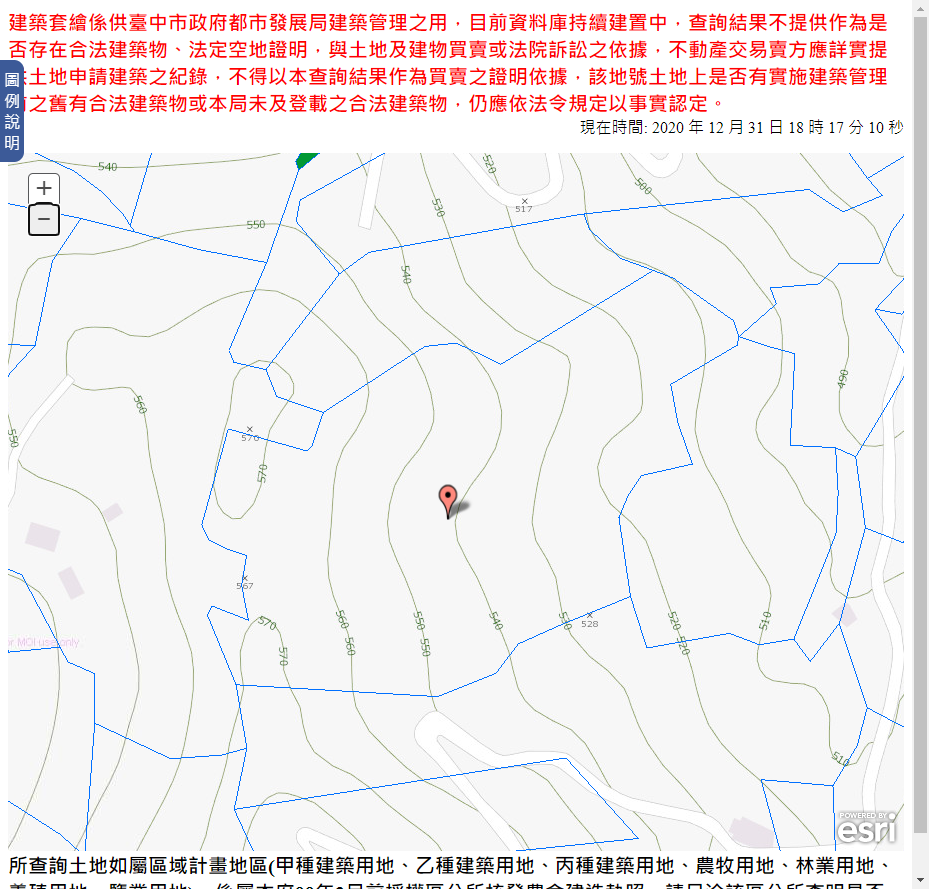 建築套繪係供臺中市政府都市發展局建築管理之用，目前資料庫持續建置中，查詢結果不提供作為是
否存在合法建築物、法定空地證明，與土地及建物買賣或法院訴訟之依據，不動產交易賣方應詳實提
土地申請建築之紀錄，不得以本查詢結果作為買賣之證明依據，該地號土地上是否有實施建築管理
之舊有合法建築物或本局未及登載之合法建築物，仍應依法令規定以事實認定。
圖例說明
現在時間: 2020 年 12 月 31 日 18 時 17 分 10 秒
540
520
500
+
530
517
−
550
540
490
560
550
570
570
567
570
560
550
540
530
528
520
510
570
560
550
520
or MOI use only
510
POWERED BY
esri
所查詢土地如屬區域計畫地區(甲種建築用地、乙種建築用地、丙種建築用地、農牧用地、林業用地、